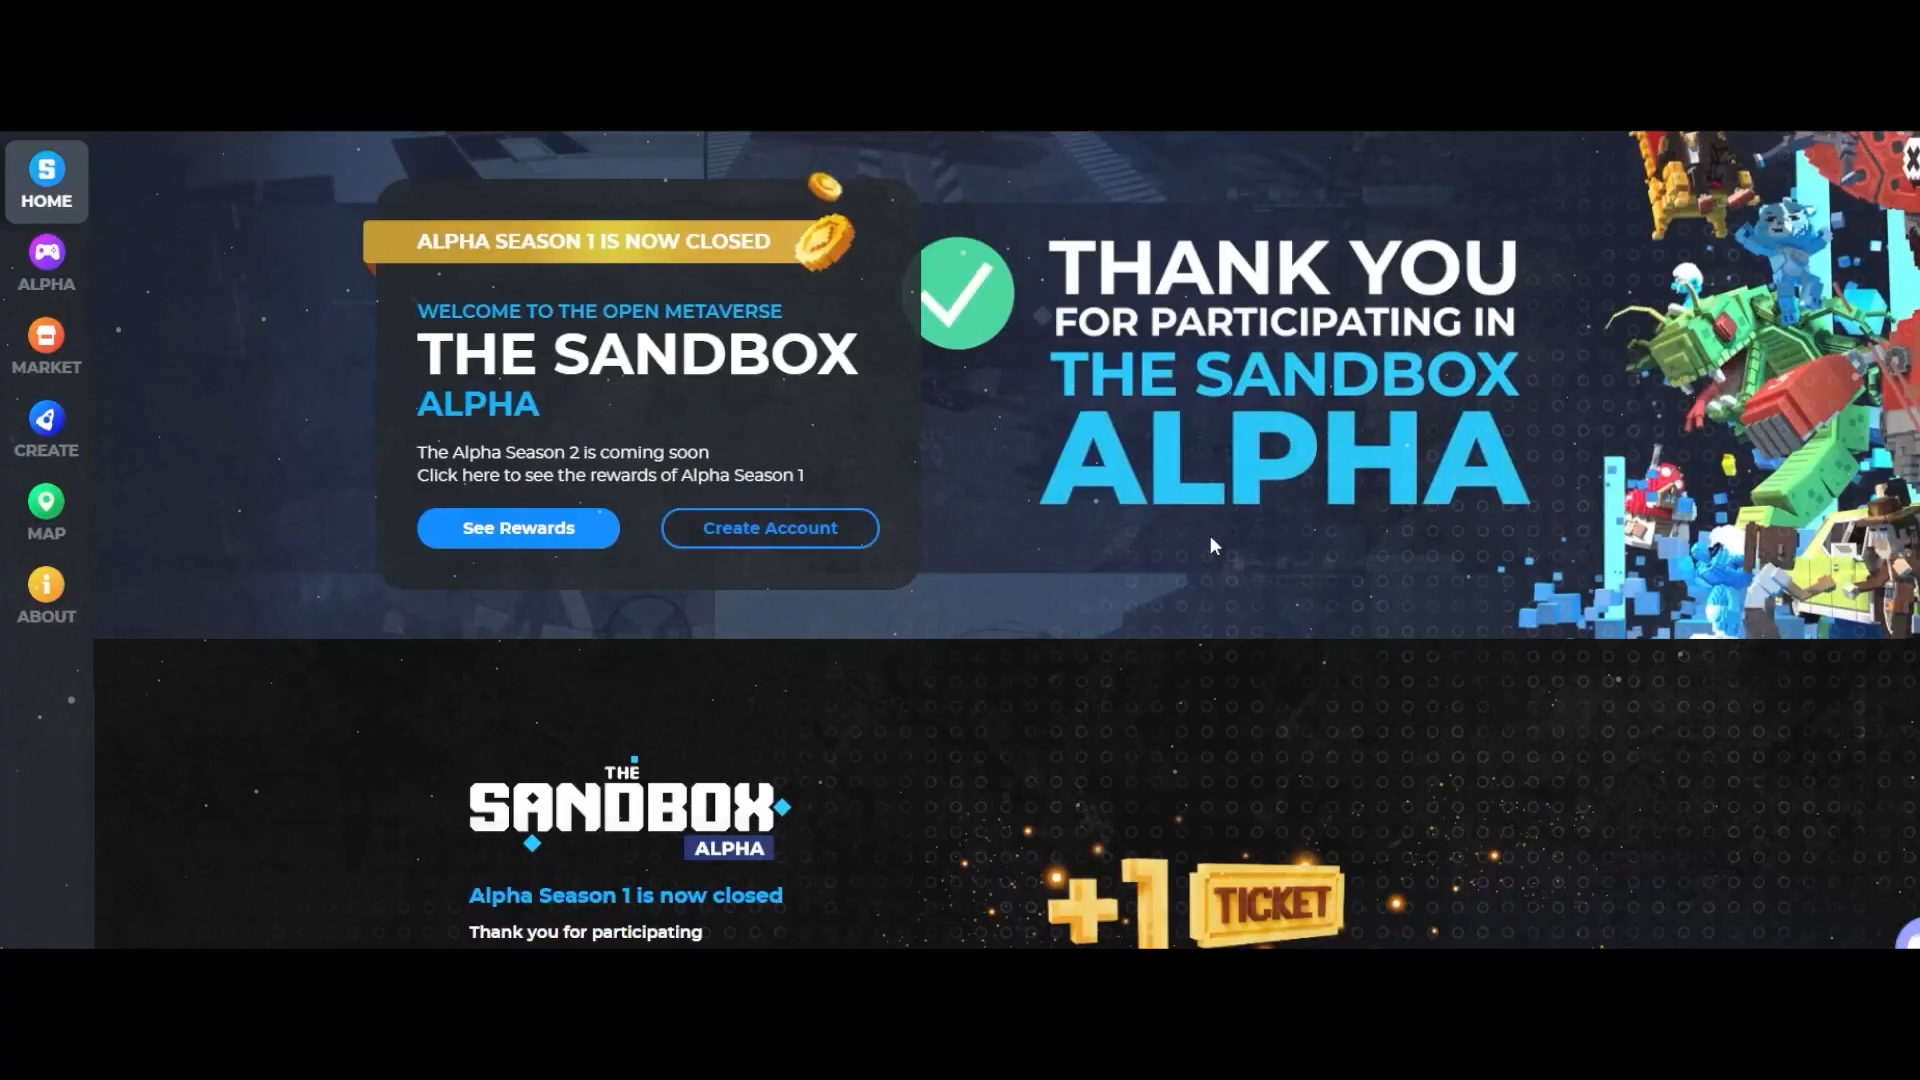 S
HOME
ALPHA
MARKET
CREATE
MAP
ABOUT
ALPHA SEASON 1 IS NOW CLOSED
WELCOME TO THE OPEN METAVERSE
THE SANDBOX
ALPHA
The Alpha Season 2 is coming soon
Click here to see the rewards of Alpha Season 1
See Rewards
Create Account
THANK YOU
FOR PARTICIPATING IN
THE SANDBOX
ALPHA
THE
SANDBOX
ALPHA
Alpha Season 1 is now closed
Thank you for participating
+1 TICKET